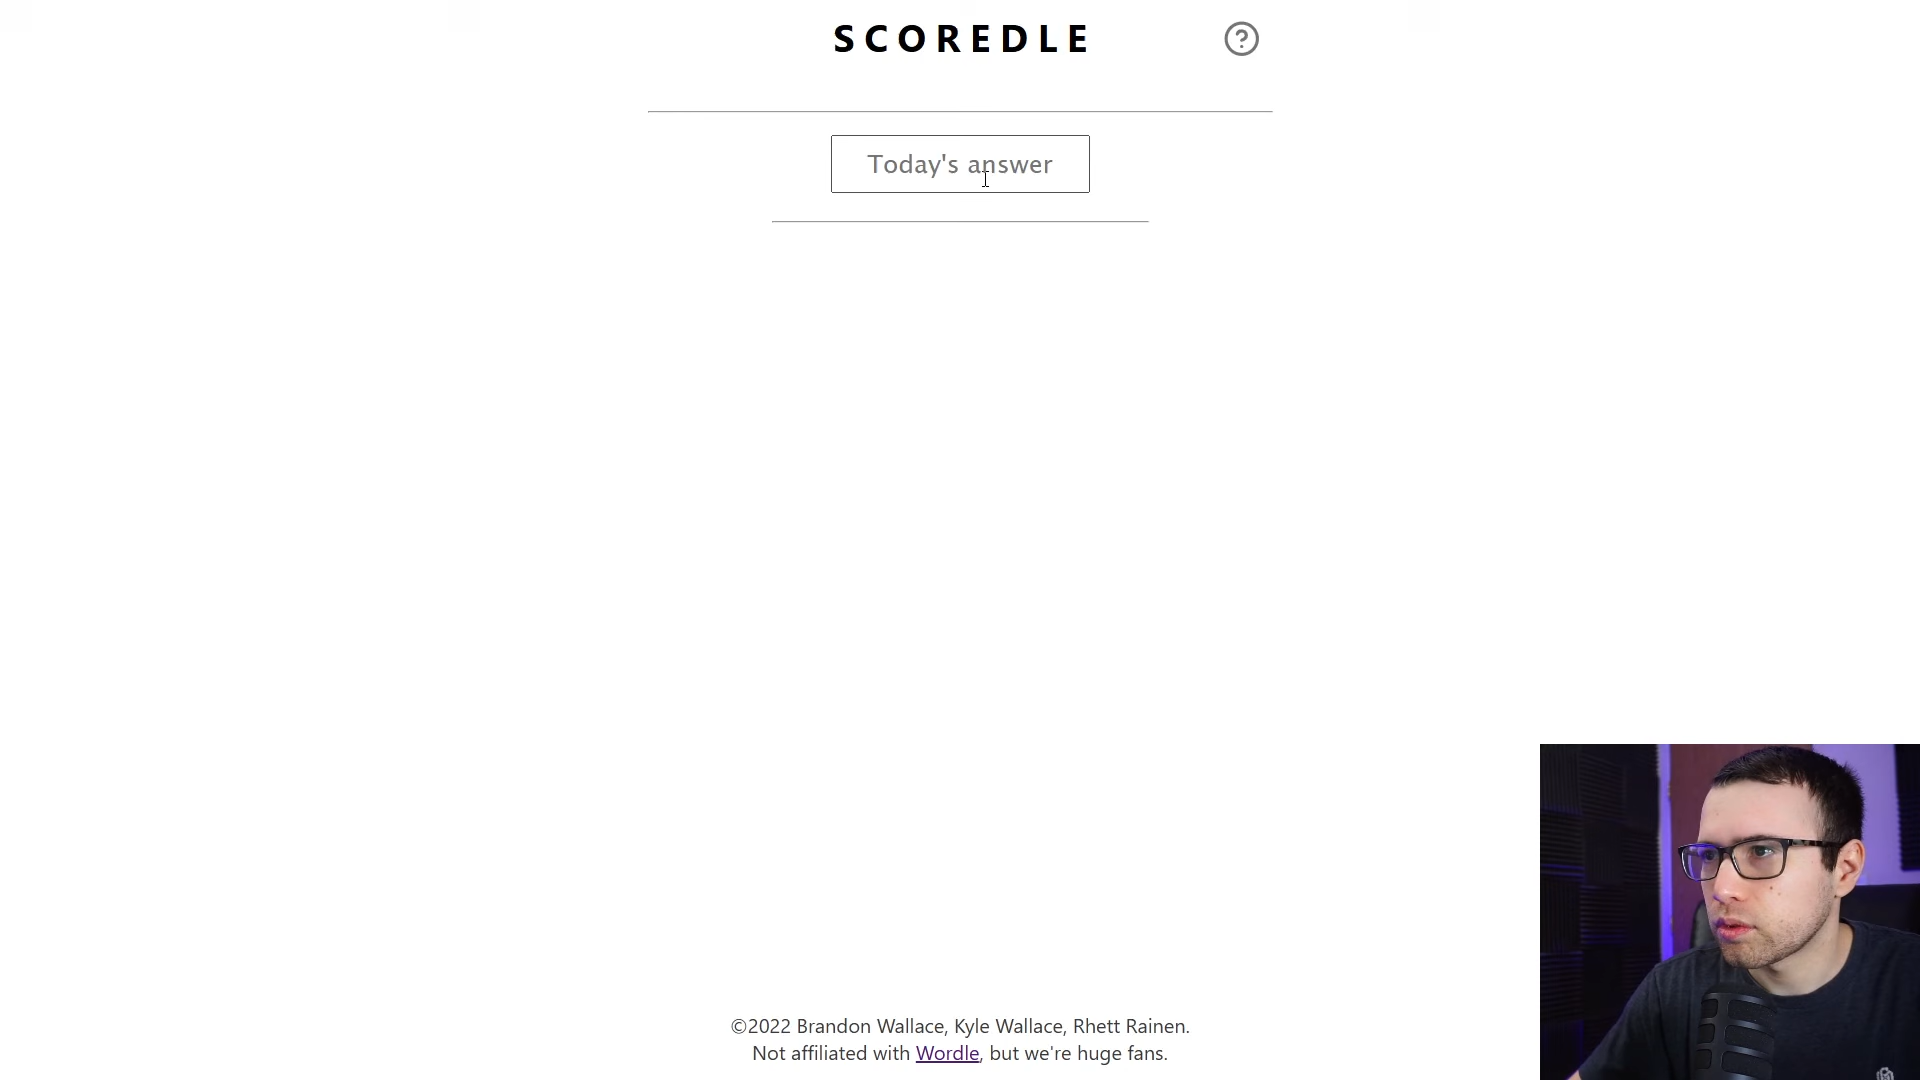 SCOREDLE
Today's answer
©2022 Brandon Wallace, Kyle Wallace, Rhett Rainen.
Not affiliated with Wordle, but we're huge fans.